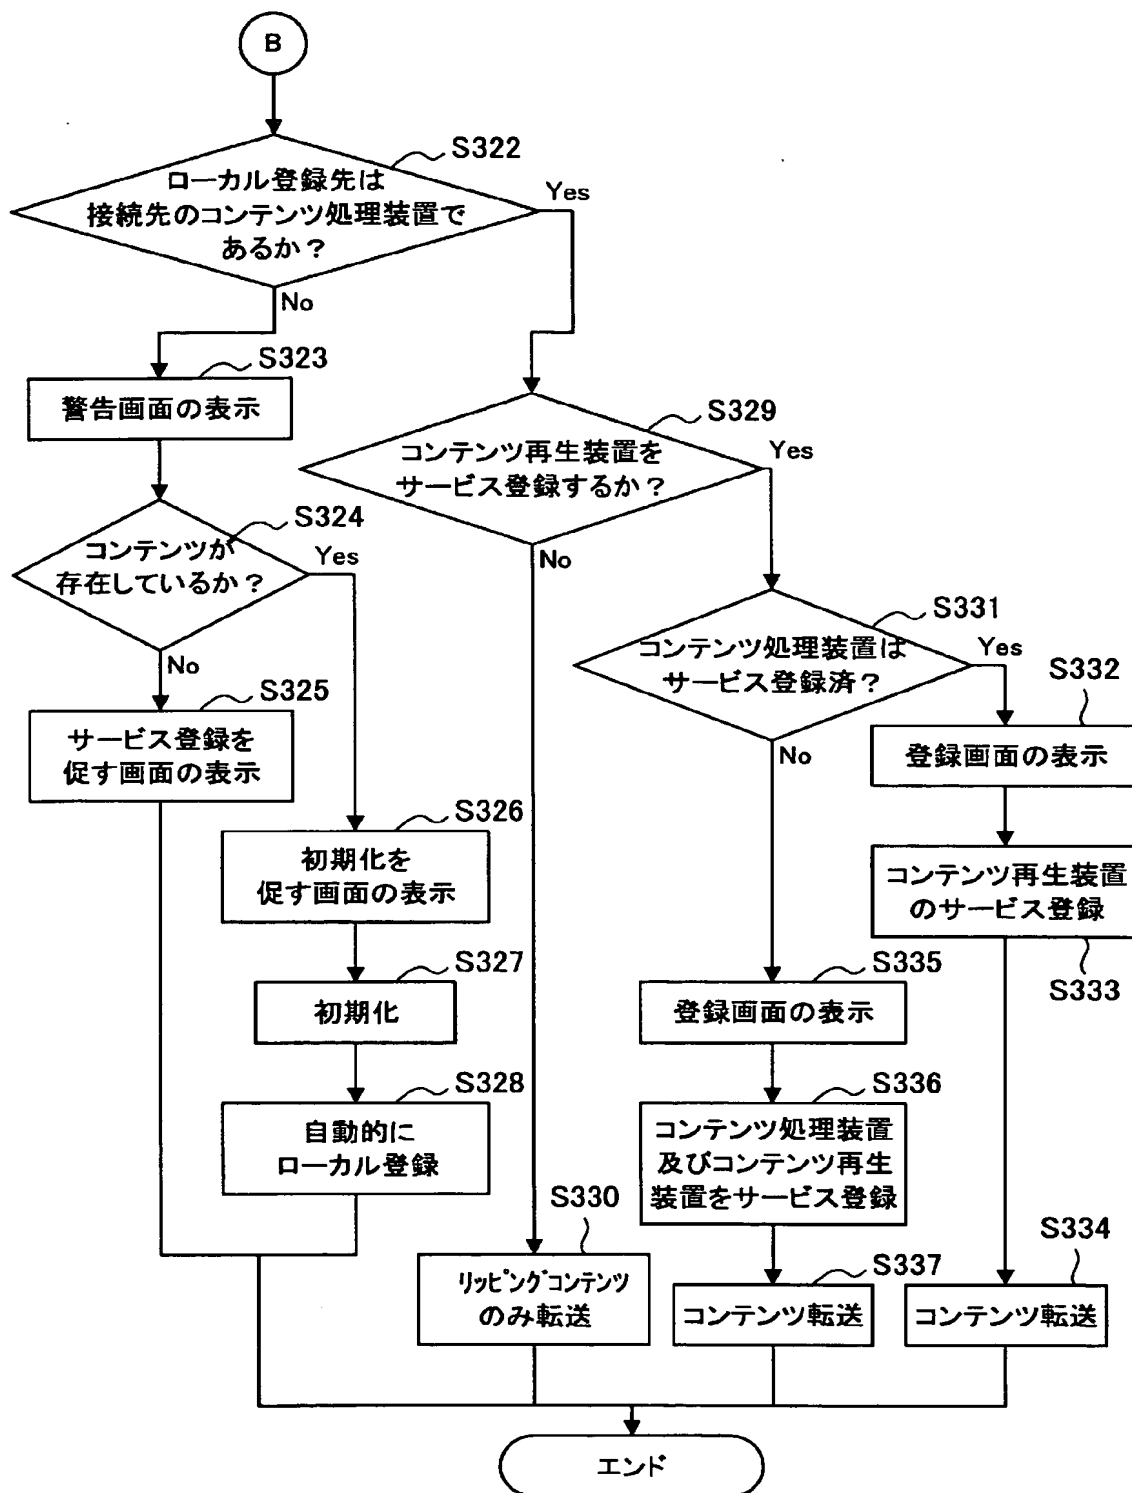 B
S322
ローカル登録先は
接続先のコンテンツ処理装置で
あるか？
Yes
No
S323
警告画面の表示
S329
コンテンツ再生装置を
サービス登録するか？
Yes
No
S324
コンテンツが
存在しているか？
Yes
No
S331
コンテンツ処理装置は
サービス登録済？
Yes
No
S325
サービス登録を
促す画面の表示
S332
登録画面の表示
S326
初期化を
促す画面の表示
コンテンツ再生装置
のサービス登録
S333
S327
初期化
S335
登録画面の表示
S328
自動的に
ローカル登録
S336
コンテンツ処理装置
及びコンテンツ再生
装置をサービス登録
S330
リッピングコンテンツ
のみ転送
S337
コンテンツ転送
S334
コンテンツ転送
エンド